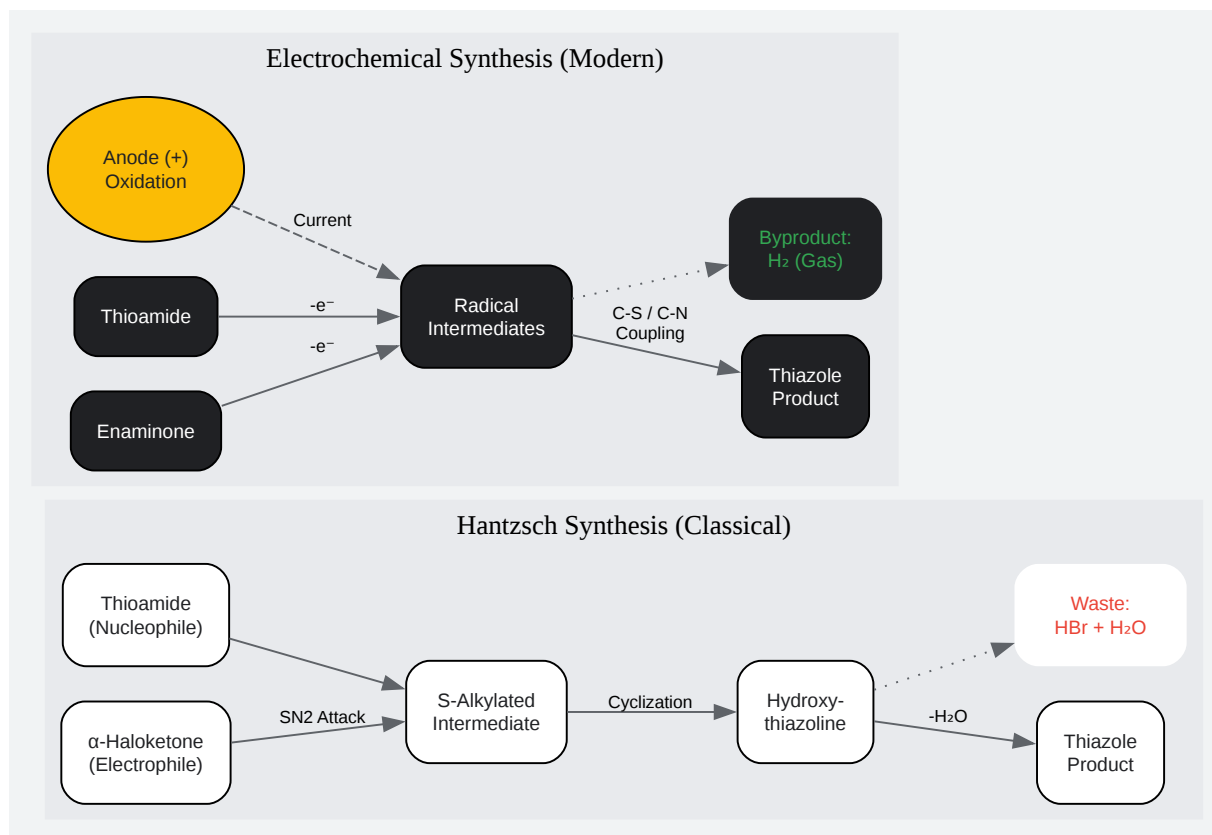 Electrochemical Synthesis (Modern)
Anode (+)
Oxidation
Current
Thioamide
-e⁻
Enaminone
-e⁻
Radical
Intermediates
Byproduct:
H₂ (Gas)
C-S / C-N
Coupling
Thiazole
Product
Hantzsch Synthesis (Classical)
Thioamide
(Nucleophile)
α-Haloketone
(Electrophile)
SN2 Attack
S-Alkylated
Intermediate
Cyclization
Hydroxy-
thiazoline
Waste:
HBr + H₂O
-H₂O
Thiazole
Product